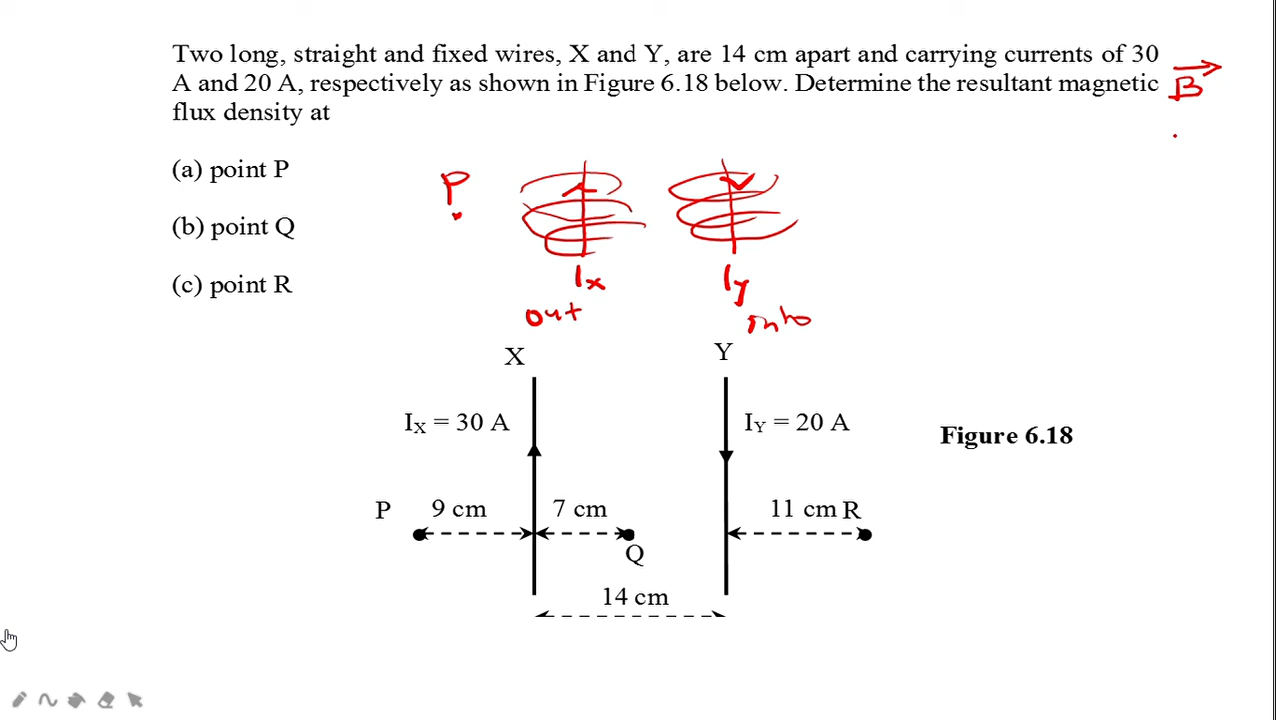 Two long, straight and fixed wires, X and Y, are 14 cm apart and carrying currents of 30
A and 20 A, respectively as shown in Figure 6.18 below. Determine the resultant magnetic
flux density at
B
(a) point P
P
(b) point Q
(c) point R
Ix
Iy
out
into
X
Y
IX = 30 A
IY = 20 A
Figure 6.18
P
9 cm
7 cm
11 cm R
Q
14 cm